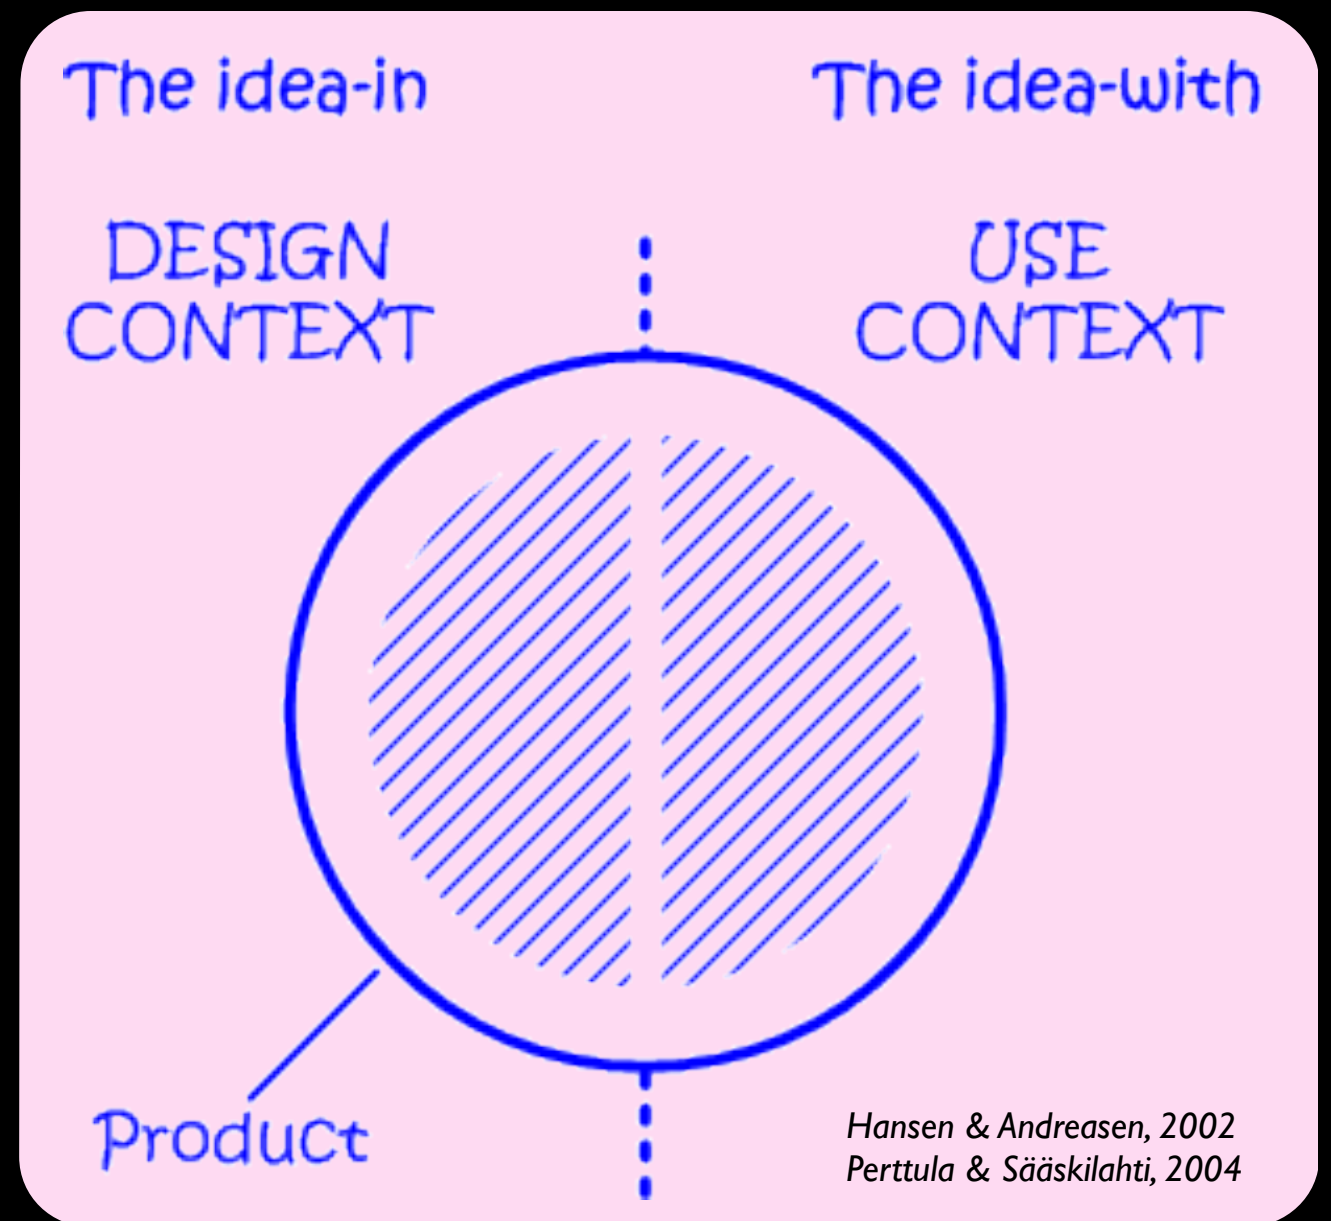 The idea-in
The idea-with
DESIGN
CONTEXT
USE
CONTEXT
Product
Hansen & Andreasen, 2002
Perttula & Sääskilahti, 2004